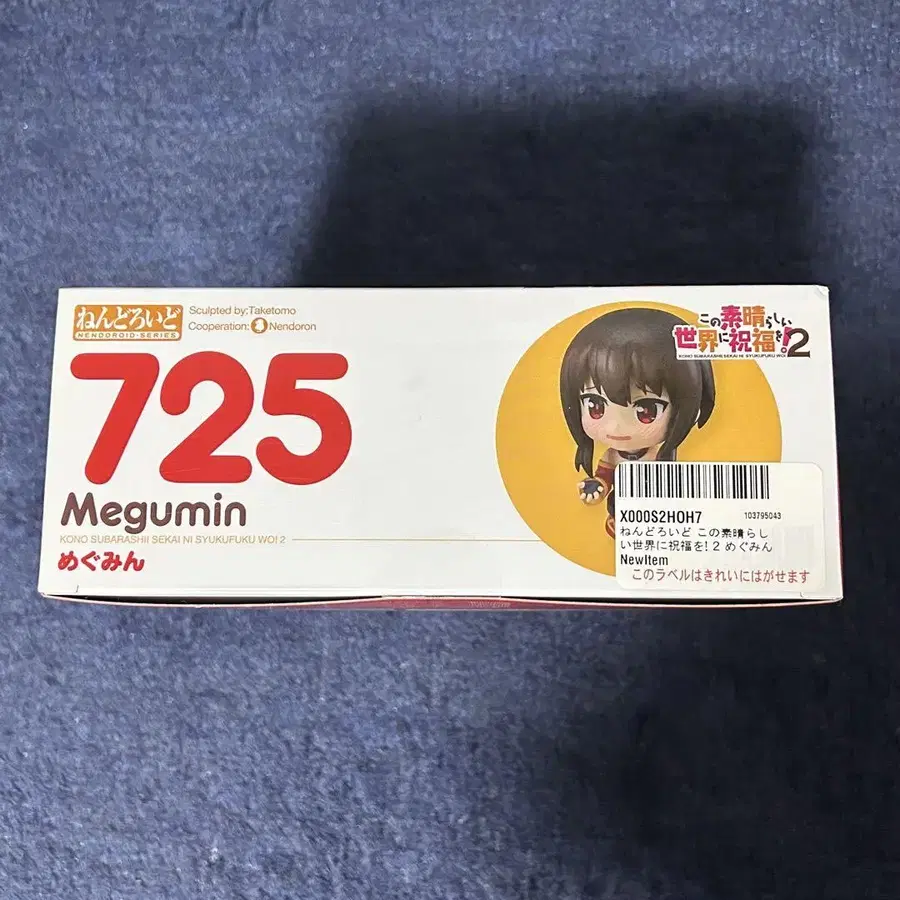 ねんどろいど
NENDOROID-SERIES
Sculpted by:Taketomo
Cooperation: Nendoron
725
Megumin
KONO SUBARASHII SEKAI NI SYUKUFUKU WO! 2
めぐみん
この素晴らしい
世界に祝福を!2
KONO SUBARASHII SEKAI NI SYUKUFUKU WO!
X000S2HOH7
103795043
ねんどろいど この素晴らし
い世界に祝福を! 2 めぐみん
NewItem
このラベルはきれいにはがせます